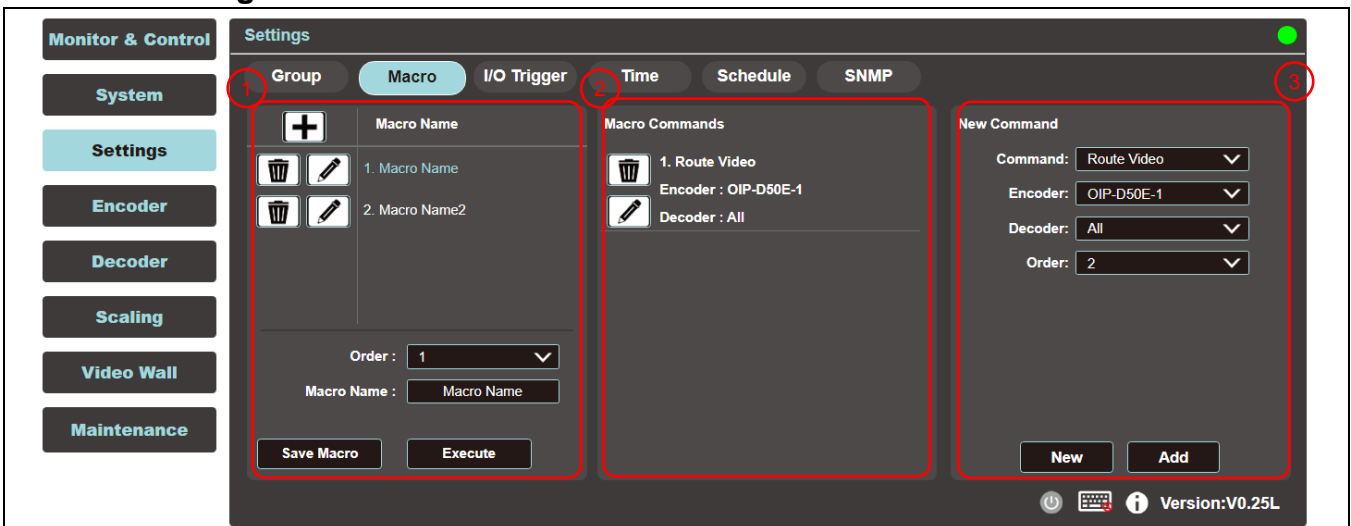 Monitor & Control
System
Settings
Encoder
Decoder
Scaling
Video Wall
Maintenance
Settings
Group Macro I/O Trigger Time Schedule SNMP
1
Macro Name
1. Macro Name
2. Macro Name2
Order : 1
Macro Name : Macro Name
Save Macro Execute
2
Macro Commands
1. Route Video
Encoder : OIP-D50E-1
Decoder : All
3
New Command
Command: Route Video
Encoder: OIP-D50E-1
Decoder: All
Order: 2
New Add
Version:V0.25L